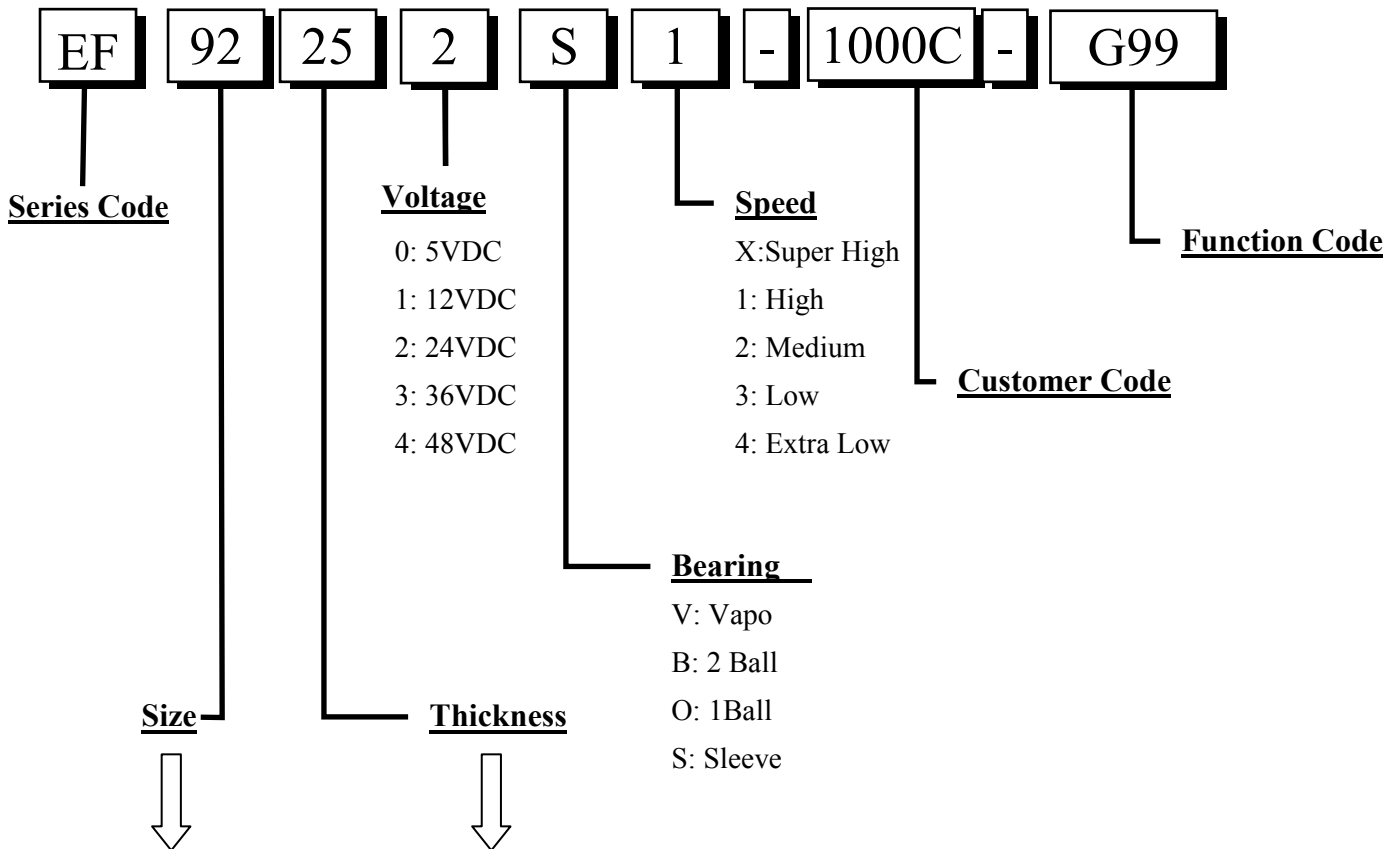 EF 92 25 2 S 1 - 1000C - G99
Series Code
Voltage
0: 5VDC
1: 12VDC
2: 24VDC
3: 36VDC
4: 48VDC
Speed
X:Super High
1: High
2: Medium
3: Low
4: Extra Low
Function Code
Customer Code
Bearing
V: Vapo
B: 2 Ball
O: 1Ball
S: Sleeve
Size
Thickness